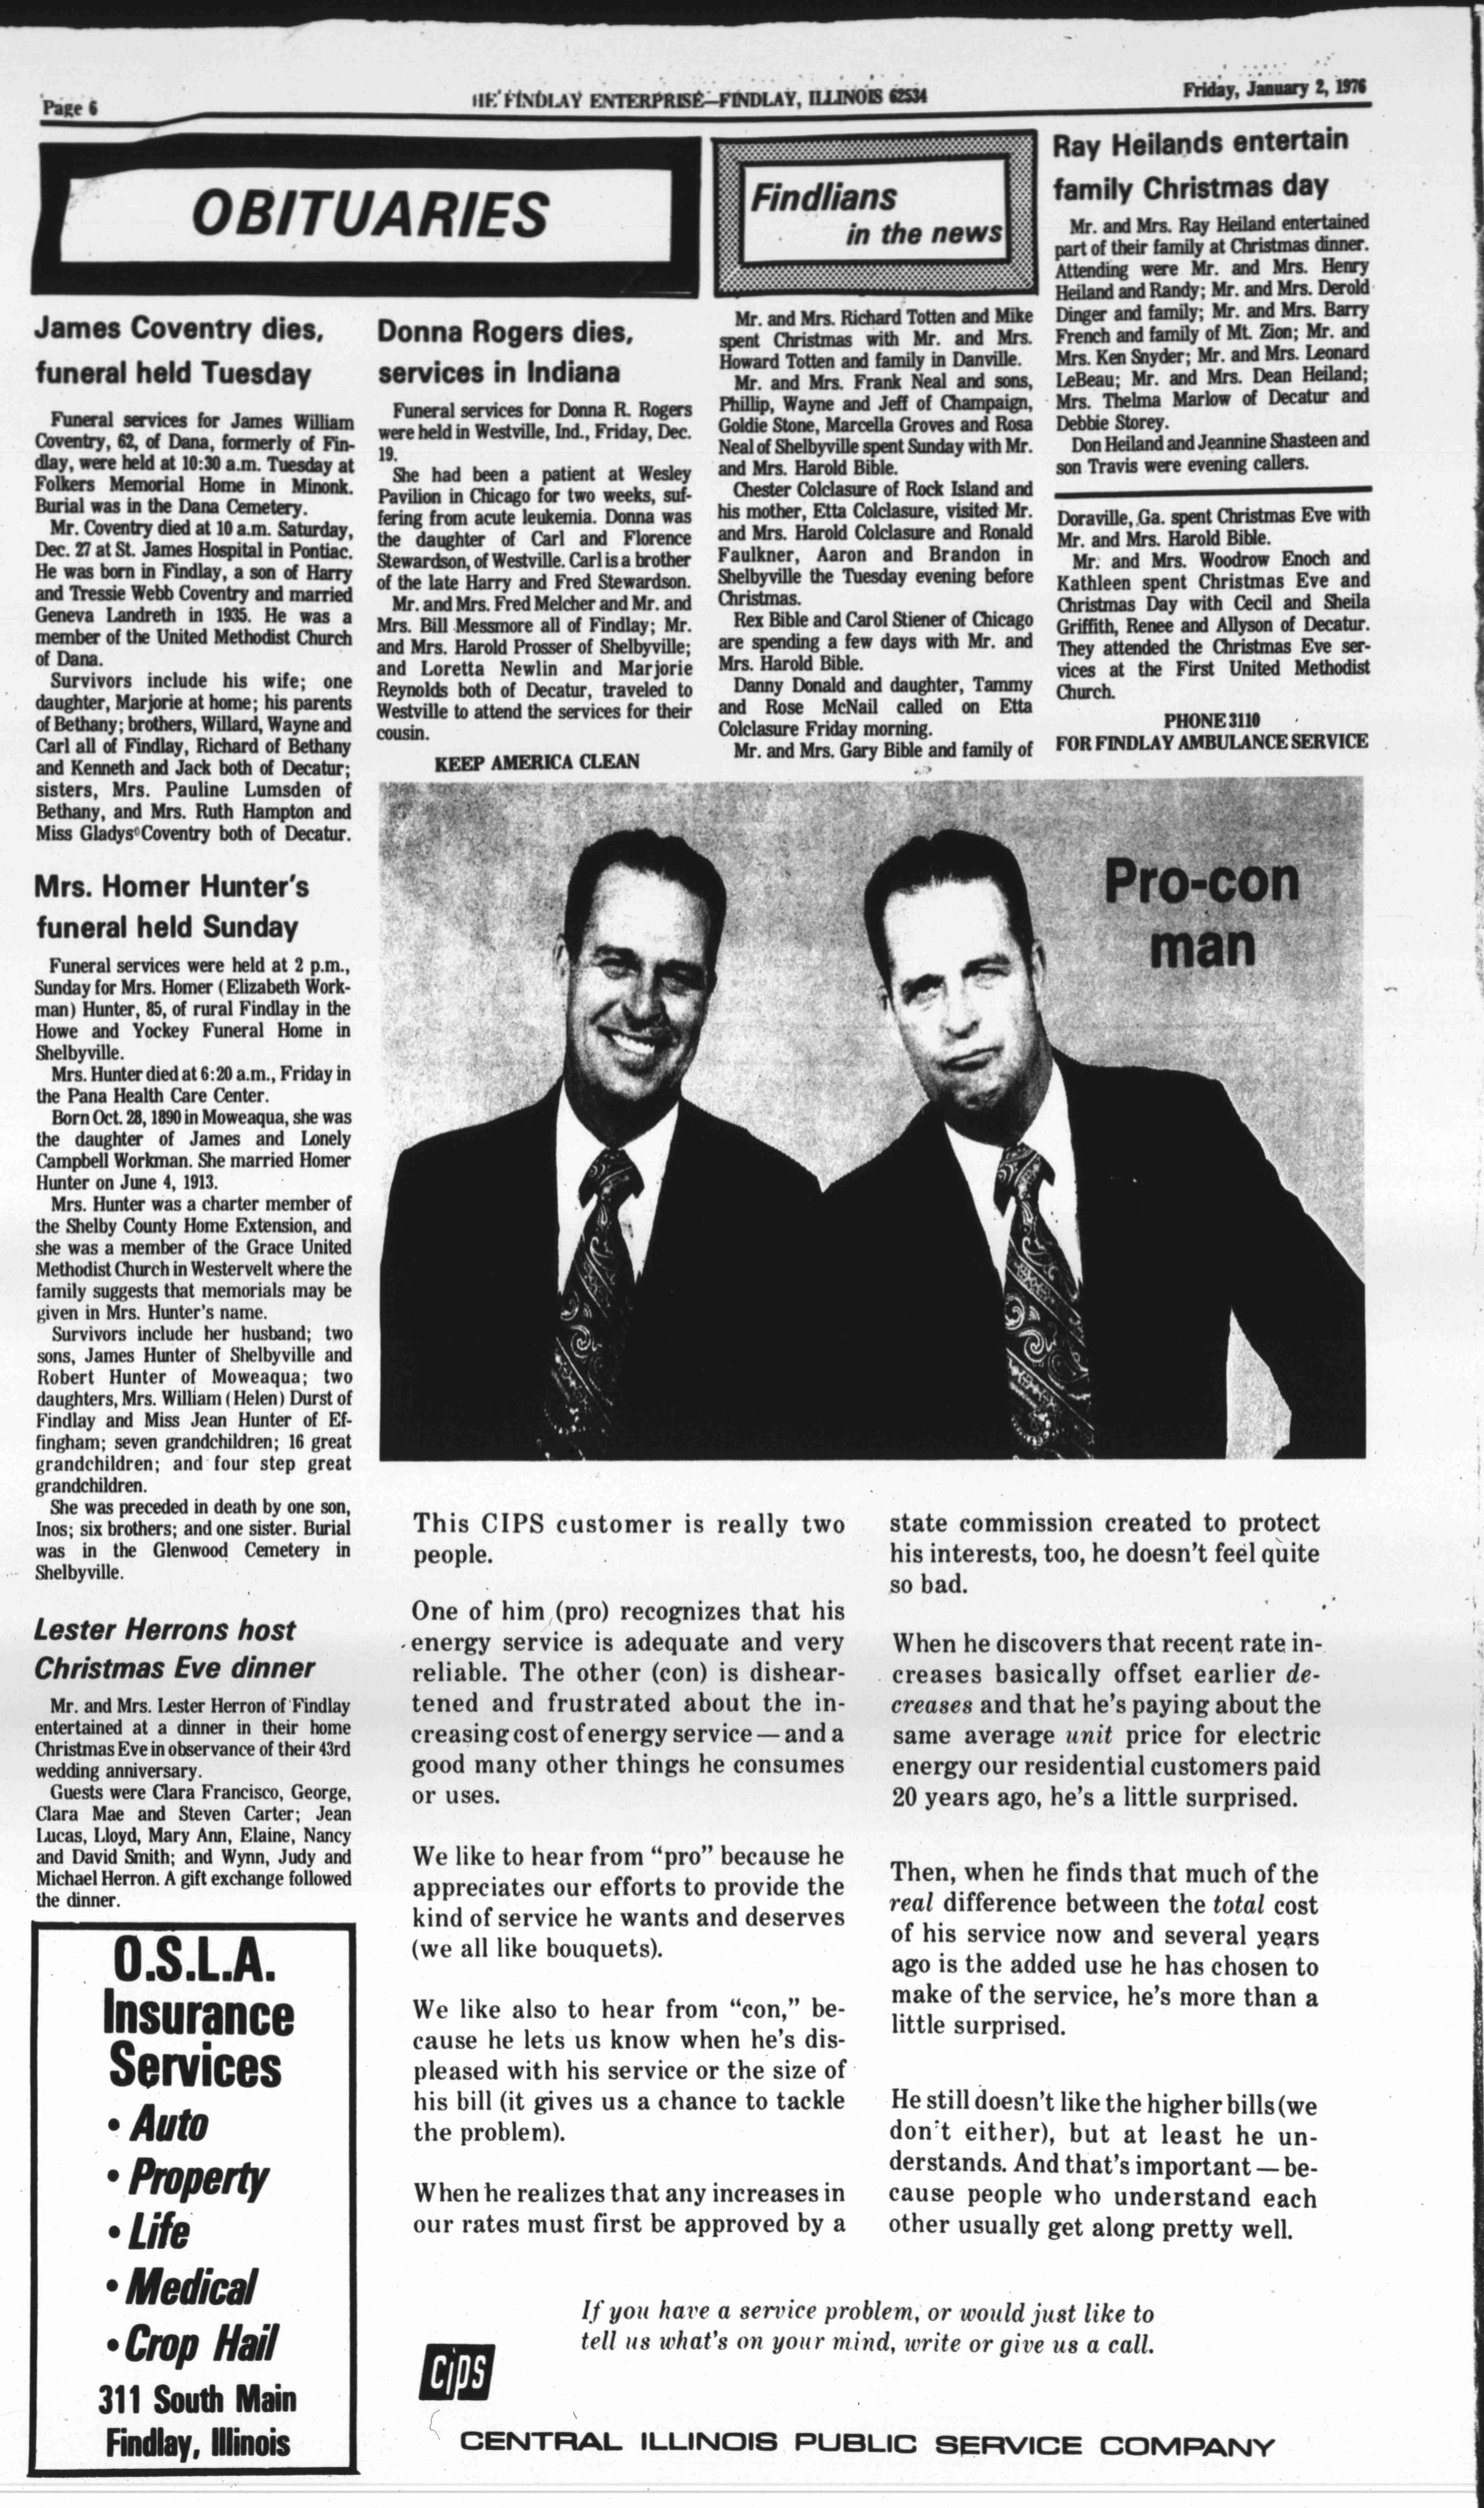 Page 6
HE FINDLAY ENTERPRISE—FINDLAY, ILLINOIS 62534
Friday, January 2, 1976
OBITUARIES
James Coventry dies,
funeral held Tuesday
Funeral services for James William
Coventry, 62, of Dana, formerly of Fin-
dlay, were held at 10:30 a.m. Tuesday at
Folkers Memorial Home in Minonk.
Burial was in the Dana Cemetery.
Mr. Coventry died at 10 a.m. Saturday,
Dec. 27 at St. James Hospital in Pontiac.
He was born in Findlay, a son of Harry
and Tressie Webb Coventry and married
Geneva Landreth in 1935. He was a
member of the United Methodist Church
of Dana.
Survivors include his wife; one
daughter, Marjorie at home; his parents
of Bethany; brothers, Willard, Wayne and
Carl all of Findlay, Richard of Bethany
and Kenneth and Jack both of Decatur;
sisters, Mrs. Pauline Lumsden of
Bethany, and Mrs. Ruth Hampton and
Miss Gladys Coventry both of Decatur.
Mrs. Homer Hunter's
funeral held Sunday
Funeral services were held at 2 p.m.,
Sunday for Mrs. Homer (Elizabeth Work-
man) Hunter, 85, of rural Findlay in the
Howe and Yockey Funeral Home in
Shelbyville.
Mrs. Hunter died at 6:20 a.m., Friday in
the Pana Health Care Center.
Born Oct. 28, 1890 in Moweaqua, she was
the daughter of James and Lonely
Campbell Workman. She married Homer
Hunter on June 4, 1913.
Mrs. Hunter was a charter member of
the Shelby County Home Extension, and
she was a member of the Grace United
Methodist Church in Westervelt where the
family suggests that memorials may be
given in Mrs. Hunter's name.
Survivors include her husband; two
sons, James Hunter of Shelbyville and
Robert Hunter of Moweaqua; two
daughters, Mrs. William (Helen) Durst of
Findlay and Miss Jean Hunter of Ef-
fingham; seven grandchildren; 16 great
grandchildren; and four step great
grandchildren.
She was preceded in death by one son,
Inos; six brothers; and one sister. Burial
was in the Glenwood Cemetery in
Shelbyville.
Lester Herrons host
Christmas Eve dinner
Mr. and Mrs. Lester Herron of Findlay
entertained at a dinner in their home
Christmas Eve in observance of their 43rd
wedding anniversary.
Guests were Clara Francisco, George,
Clara Mae and Steven Carter; Jean
Lucas, Lloyd, Mary Ann, Elaine, Nancy
and David Smith; and Wynn, Judy and
Michael Herron. A gift exchange followed
the dinner.
O.S.L.A.
Insurance
Services
• Auto
• Property
• Life
• Medical
• Crop Hail
311 South Main
Findlay, Illinois
Donna Rogers dies,
services in Indiana
Funeral services for Donna R. Rogers
were held in Westville, Ind., Friday, Dec.
19.
She had been a patient at Wesley
Pavilion in Chicago for two weeks, suf-
fering from acute leukemia. Donna was
the daughter of Carl and Florence
Stewardson, of Westville. Carl is a brother
of the late Harry and Fred Stewardson.
Mr. and Mrs. Fred Melcher and Mr. and
Mrs. Bill Messmore all of Findlay; Mr.
and Mrs. Harold Prosser of Shelbyville;
and Loretta Newlin and Marjorie
Reynolds both of Decatur, traveled to
Westville to attend the services for their
cousin.
KEEP AMERICA CLEAN
Findlians
in the news
Mr. and Mrs. Richard Totten and Mike
spent Christmas with Mr. and Mrs.
Howard Totten and family in Danville.
Mr. and Mrs. Frank Neal and sons,
Phillip, Wayne and Jeff of Champaign,
Goldie Stone, Marcella Groves and Rosa
Neal of Shelbyville spent Sunday with Mr.
and Mrs. Harold Bible.
Chester Colclasure of Rock Island and
his mother, Etta Colclasure, visited Mr.
and Mrs. Harold Colclasure and Ronald
Faulkner, Aaron and Brandon in
Shelbyville the Tuesday evening before
Christmas.
Rex Bible and Carol Stiener of Chicago
are spending a few days with Mr. and
Mrs. Harold Bible.
Danny Donald and daughter, Tammy
and Rose McNail called on Etta
Colclasure Friday morning.
Mr. and Mrs. Gary Bible and family of
Ray Heilands entertain
family Christmas day
Mr. and Mrs. Ray Heiland entertained
part of their family at Christmas dinner.
Attending were Mr. and Mrs. Henry
Heiland and Randy; Mr. and Mrs. Derold
Dinger and family; Mr. and Mrs. Barry
French and family of Mt. Zion; Mr. and
Mrs. Ken Snyder; Mr. and Mrs. Leonard
LeBeau; Mr. and Mrs. Dean Heiland;
Mrs. Thelma Marlow of Decatur and
Debbie Storey.
Don Heiland and Jeannine Shasteen and
son Travis were evening callers.
Doraville, Ga. spent Christmas Eve with
Mr. and Mrs. Harold Bible.
Mr. and Mrs. Woodrow Enoch and
Kathleen spent Christmas Eve and
Christmas Day with Cecil and Sheila
Griffith, Renee and Allyson of Decatur.
They attended the Christmas Eve ser-
vices at the First United Methodist
Church.
PHONE 3110
FOR FINDLAY AMBULANCE SERVICE
Pro-con
man
This CIPS customer is really two
people.
One of him (pro) recognizes that his
energy service is adequate and very
reliable. The other (con) is dishear-
tened and frustrated about the in-
creasing cost of energy service — and a
good many other things he consumes
or uses.
We like to hear from "pro" because he
appreciates our efforts to provide the
kind of service he wants and deserves
(we all like bouquets).
We like also to hear from "con," be-
cause he lets us know when he's dis-
pleased with his service or the size of
his bill (it gives us a chance to tackle
the problem).
When he realizes that any increases in
our rates must first be approved by a
state commission created to protect
his interests, too, he doesn't feel quite
so bad.
When he discovers that recent rate in-
creases basically offset earlier de-
creases and that he's paying about the
same average unit price for electric
energy our residential customers paid
20 years ago, he's a little surprised.
Then, when he finds that much of the
real difference between the total cost
of his service now and several years
ago is the added use he has chosen to
make of the service, he's more than a
little surprised.
He still doesn't like the higher bills (we
don't either), but at least he un-
derstands. And that's important — be-
cause people who understand each
other usually get along pretty well.
If you have a service problem, or would just like to
tell us what's on your mind, write or give us a call.
CIPS
CENTRAL ILLINOIS PUBLIC SERVICE COMPANY